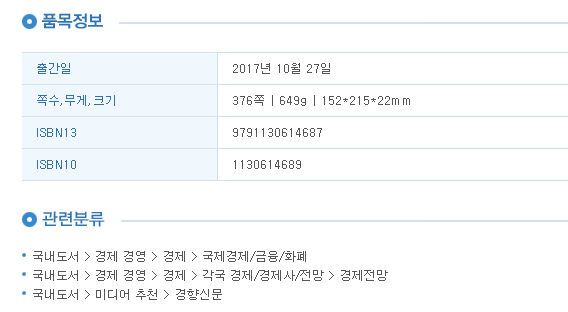 품목정보
출간일 2017년 10월 27일
쪽수,무게,크기 376쪽 | 649g | 152*215*22mm
ISBN13 9791130614687
ISBN10 1130614689
관련분류
국내도서 > 경제 경영 > 경제 > 국제경제/금융/화폐
국내도서 > 경제 경영 > 경제 > 각국 경제/경제사/전망 > 경제전망
국내도서 > 미디어 추천 > 경향신문